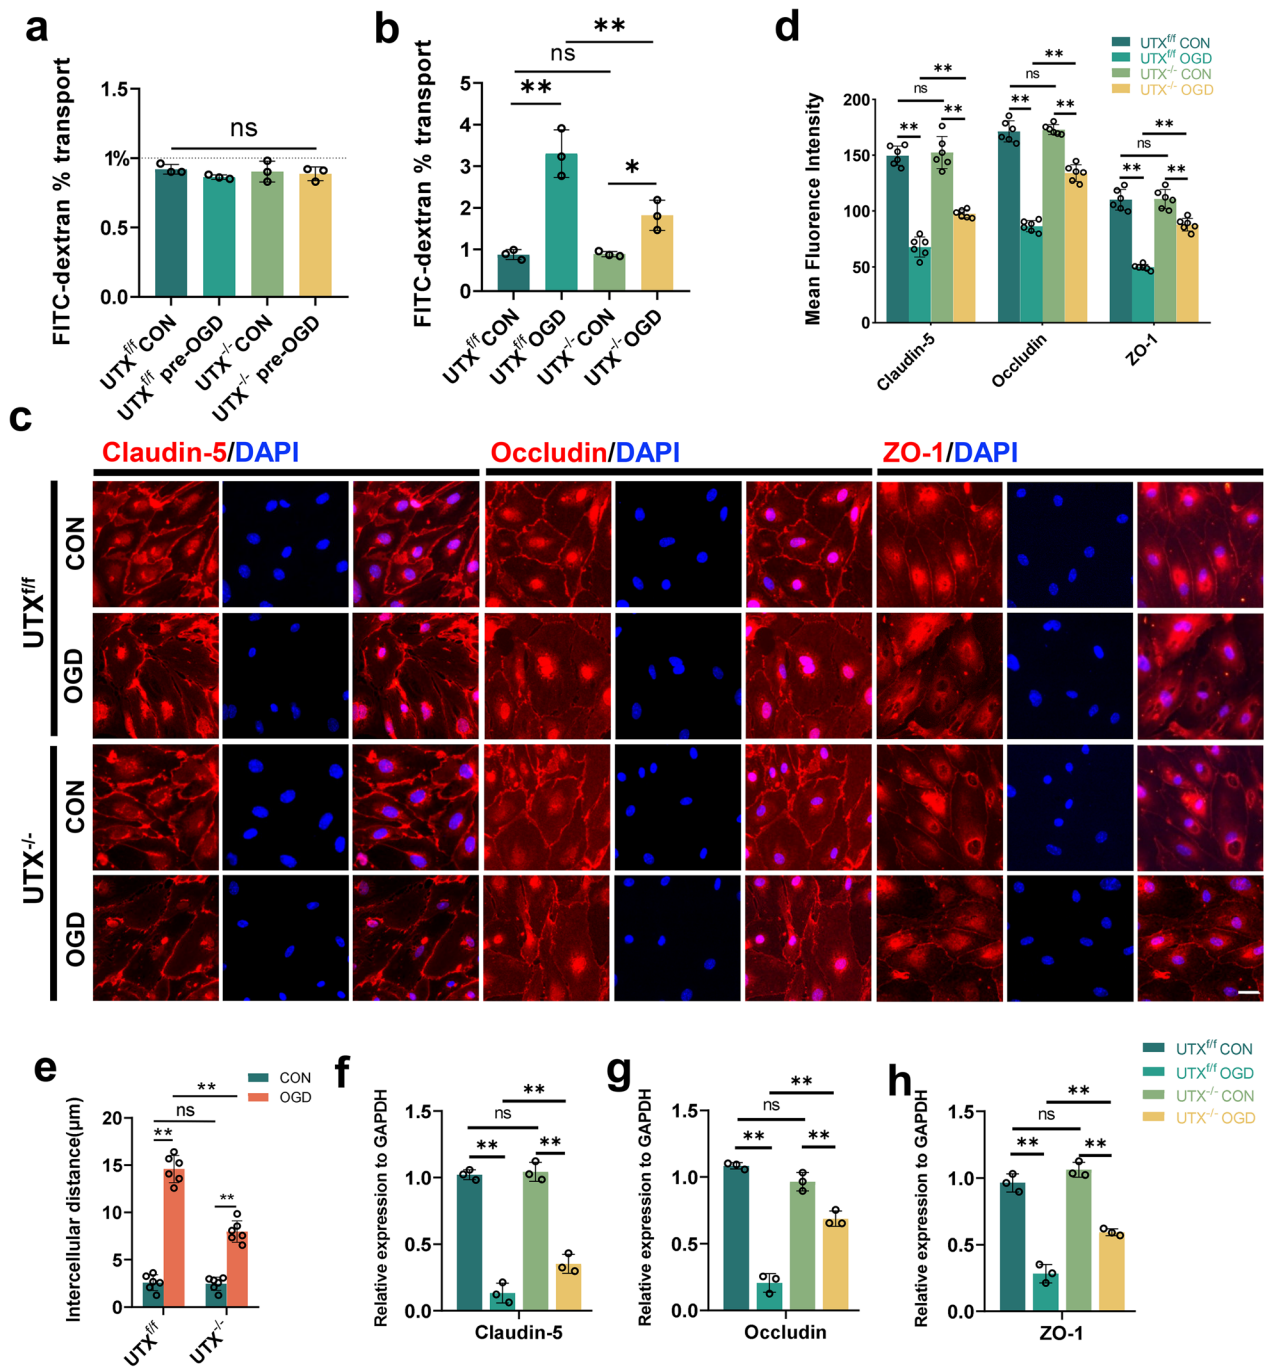 a
FITC-dextran % transport
1.5
1%
0.5
0.0
ns
UTXf/f CON
UTXf/f pre-OGD
UTX-/- CON
UTX-/- pre-OGD
b
FITC-dextran % transport
5
4
3
2
1
0
**
ns
**
*
UTXf/f CON
UTXf/f OGD
UTX-/- CON
UTX-/- OGD
d
UTXf/f CON
UTXf/f OGD
UTX-/- CON
UTX-/- OGD
Mean Fluorence Intensity
200
150
100
50
0
**
ns
**
**
**
ns
**
**
**
ns
**
**
Claudin-5
Occludin
ZO-1
c
Claudin-5/DAPI
Occludin/DAPI
ZO-1/DAPI
UTXf/f
CON
OGD
UTX-/-
CON
OGD
e
CON
OGD
Intercellular distance(μm)
20
15
10
5
0
**
ns
**
**
UTXf/f
UTX-/-
f
Relative expression to GAPDH
1.5
1.0
0.5
0.0
**
ns
**
**
Claudin-5
g
Relative expression to GAPDH
1.5
1.0
0.5
0.0
**
ns
**
**
Occludin
h
Relative expression to GAPDH
1.5
1.0
0.5
0.0
**
ns
**
**
ZO-1
UTXf/f CON
UTXf/f OGD
UTX-/- CON
UTX-/- OGD